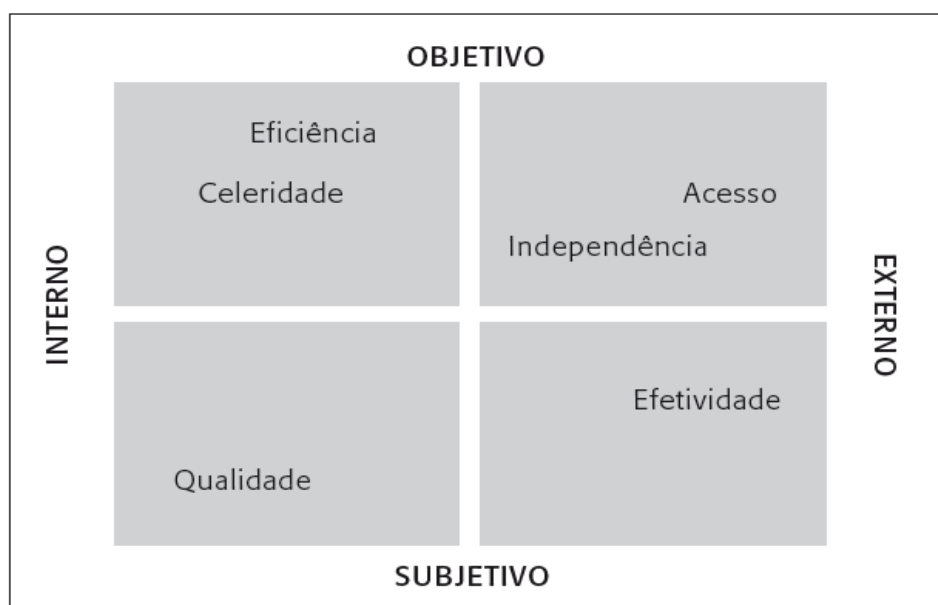 OBJETIVO
Eficiência
Celeridade
Acesso
Independência
INTERNO
EXTERNO
Efetividade
Qualidade
SUBJETIVO